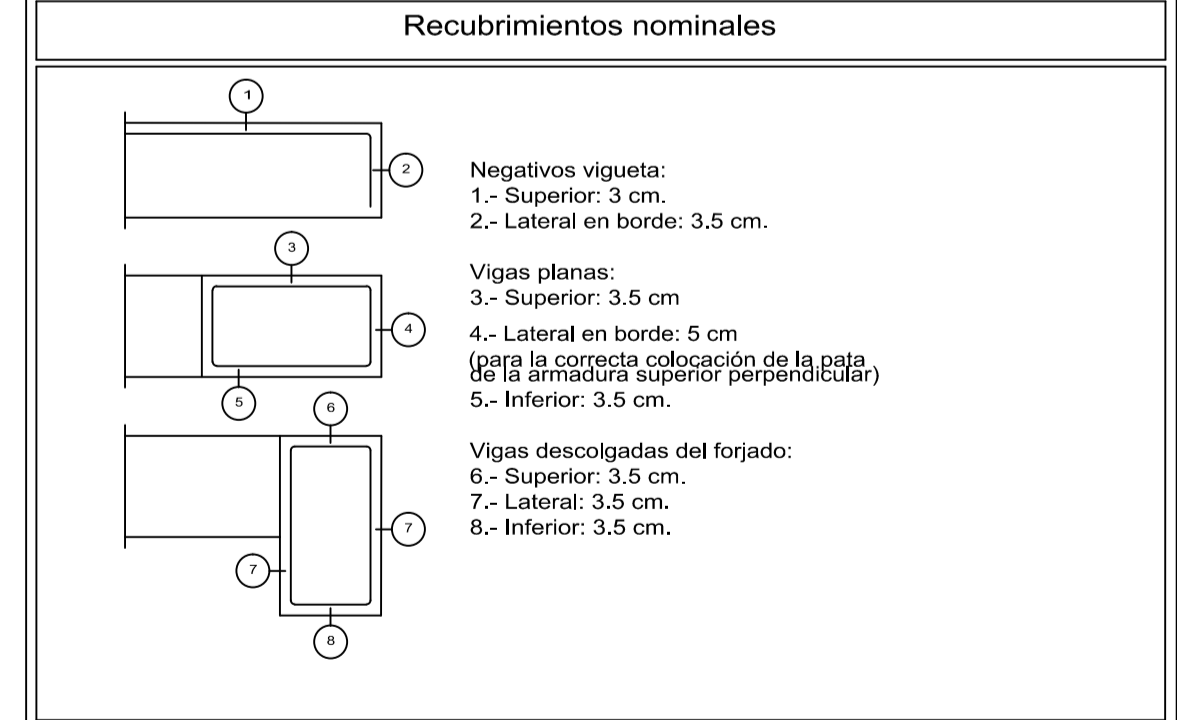 Recubrimientos nominales
1
2
Negativos vigueta:
1.- Superior: 3 cm.
2.- Lateral en borde: 3.5 cm.
3
4
5
Vigas planas:
3.- Superior: 3.5 cm
4.- Lateral en borde: 5 cm
(para la correcta colocación de la pata
de la armadura superior perpendicular)
5.- Inferior: 3.5 cm.
6
7
7
8
Vigas descolgadas del forjado:
6.- Superior: 3.5 cm.
7.- Lateral: 3.5 cm.
8.- Inferior: 3.5 cm.